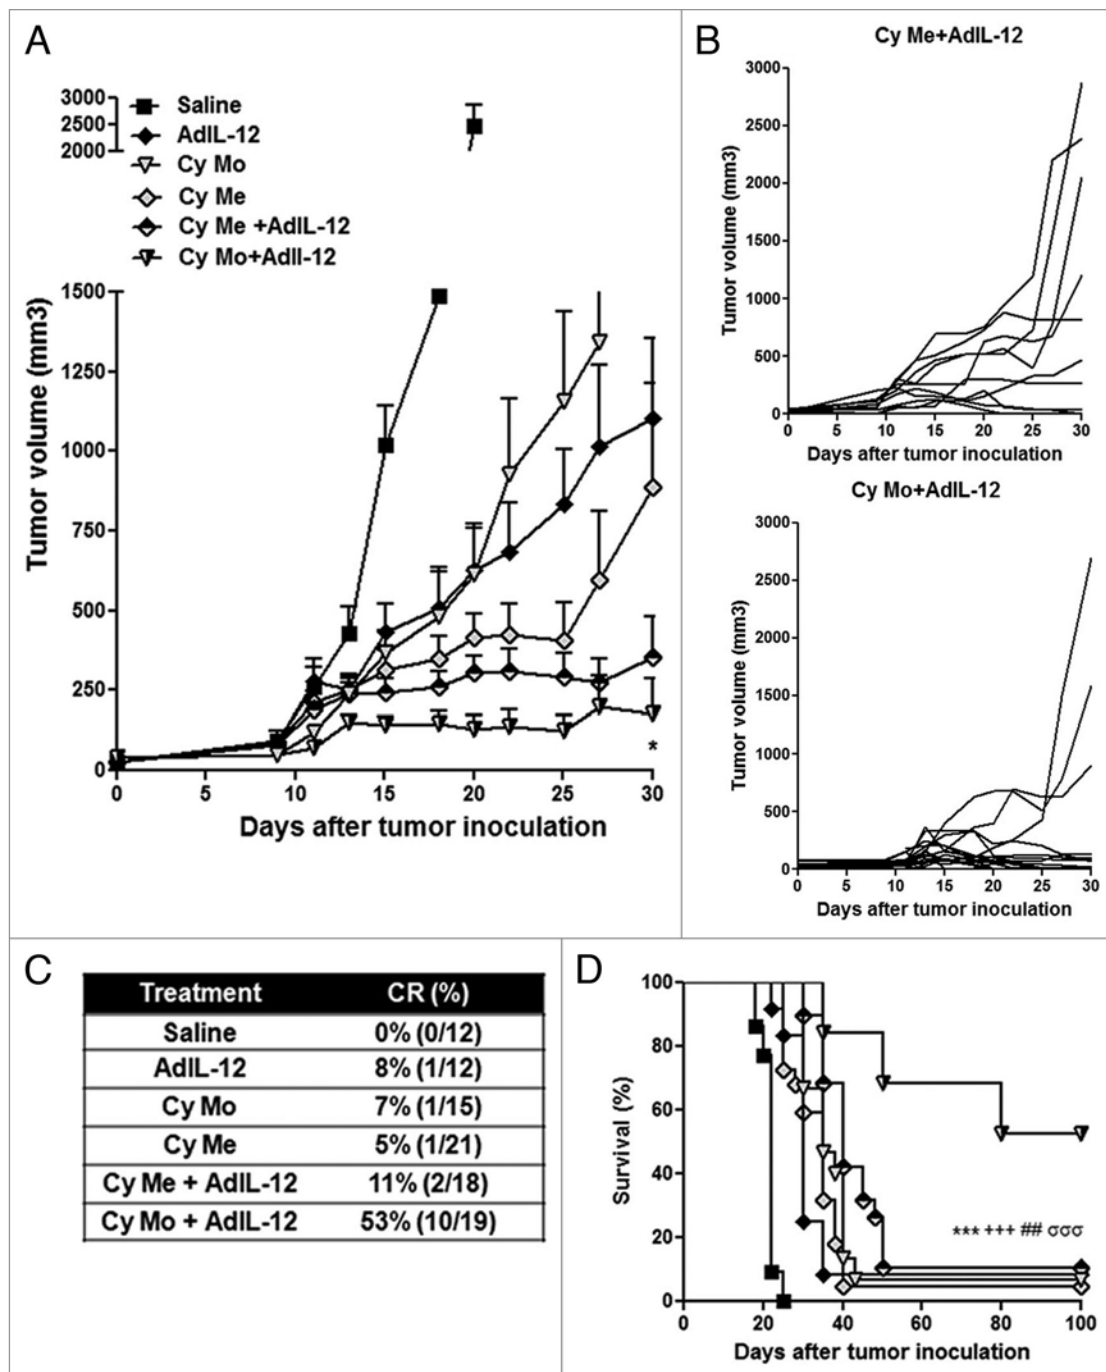 A
3000
2500
2000
Saline
AdIL-12
Cy Mo
Cy Me
Cy Me +AdIL-12
Cy Mo+AdIl-12
1500
1250
1000
750
500
250
0
Tumor volume (mm3)
*
0 5 10 15 20 25 30
Days after tumor inoculation
B
Cy Me+AdIL-12
3000
2500
2000
1500
1000
500
0
Tumor volume (mm3)
0 5 10 15 20 25 30
Days after tumor inoculation
Cy Mo+AdIL-12
3000
2500
2000
1500
1000
500
0
Tumor volume (mm3)
0 5 10 15 20 25 30
Days after tumor inoculation
C
Treatment CR (%)
Saline 0% (0/12)
AdIL-12 8% (1/12)
Cy Mo 7% (1/15)
Cy Me 5% (1/21)
Cy Me + AdIL-12 11% (2/18)
Cy Mo + AdIL-12 53% (10/19)
D
100
80
60
40
20
0
Survival (%)
*** +++ ## σσσ
0 20 40 60 80 100
Days after tumor inoculation